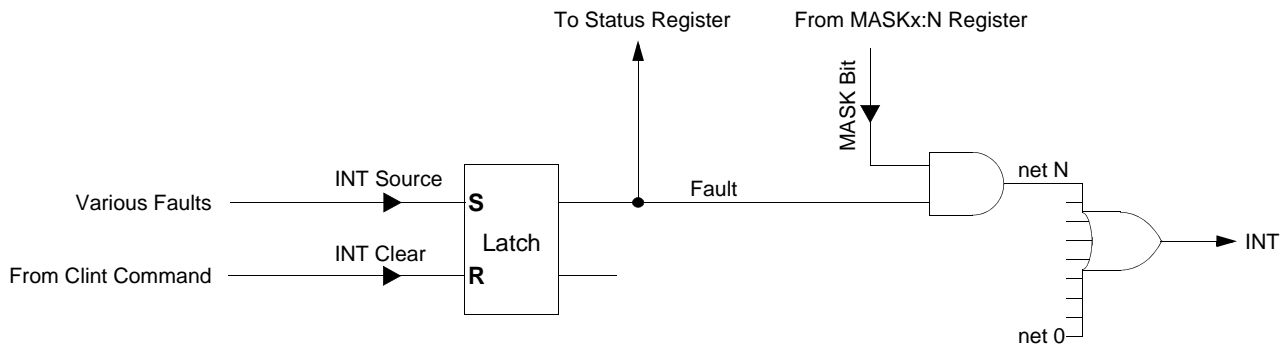 To Status Register
From MASKx:N Register
MASK Bit
INT Source
Various Faults
S
Fault
net N
Latch
INT
INT Clear
From Clint Command
R
net 0